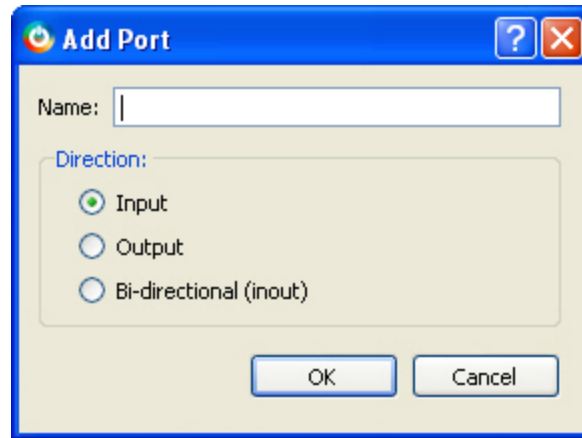 Add Port
?
Name:
Direction:
Input
Output
Bi-directional (inout)
OK Cancel